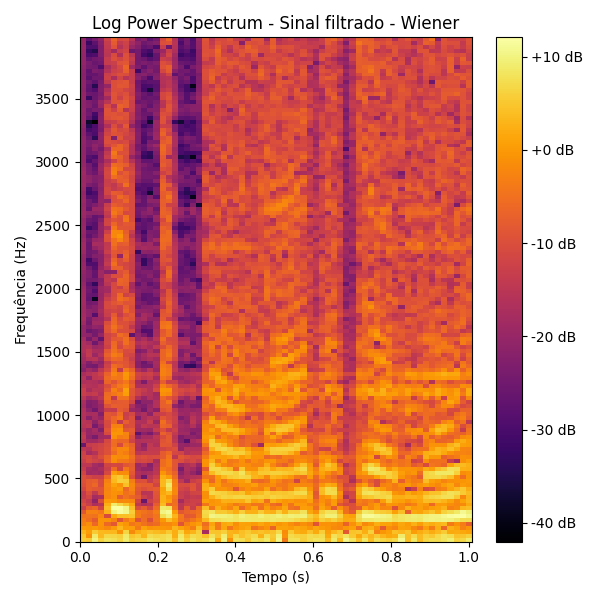 Log Power Spectrum - Sinal filtrado - Wiener
Frequência (Hz)
3500
3000
2500
2000
1500
1000
500
0
0.0 0.2 0.4 0.6 0.8 1.0
Tempo (s)
+10 dB
+0 dB
-10 dB
-20 dB
-30 dB
-40 dB